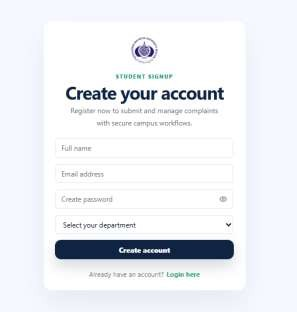 STUDENT SIGNUP
Create your account
Register now to submit and manage complaints
with secure campus workflows.
Full name
Email address
Create password
Select your department
Create account
Already have an account? Login here